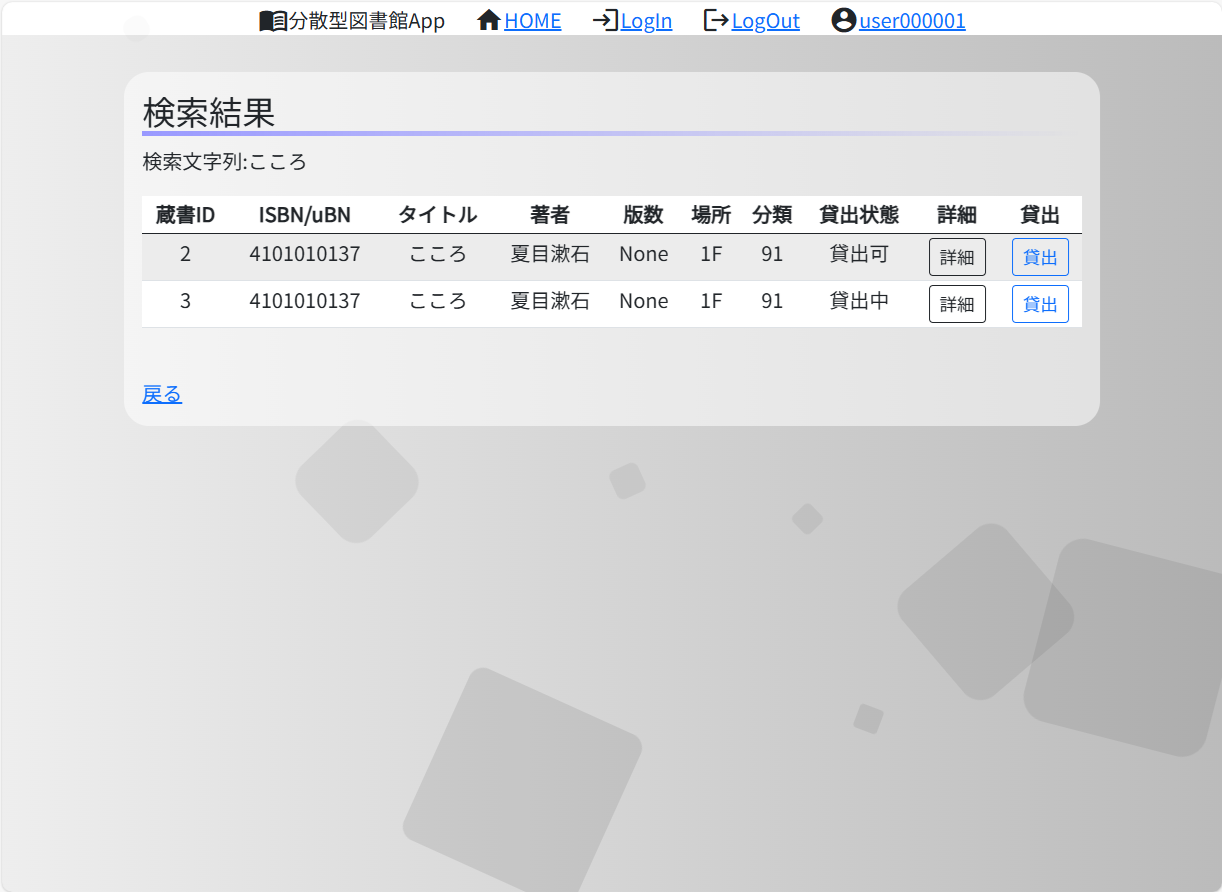 分散型図書館App HOME LogIn LogOut user000001
検索結果
検索文字列:こころ
蔵書ID ISBN/uBN タイトル 著者 版数 場所 分類 貸出状態 詳細 貸出
2 4101010137 こころ 夏目漱石 None 1F 91 貸出可 詳細 貸出
3 4101010137 こころ 夏目漱石 None 1F 91 貸出中 詳細 貸出
戻る